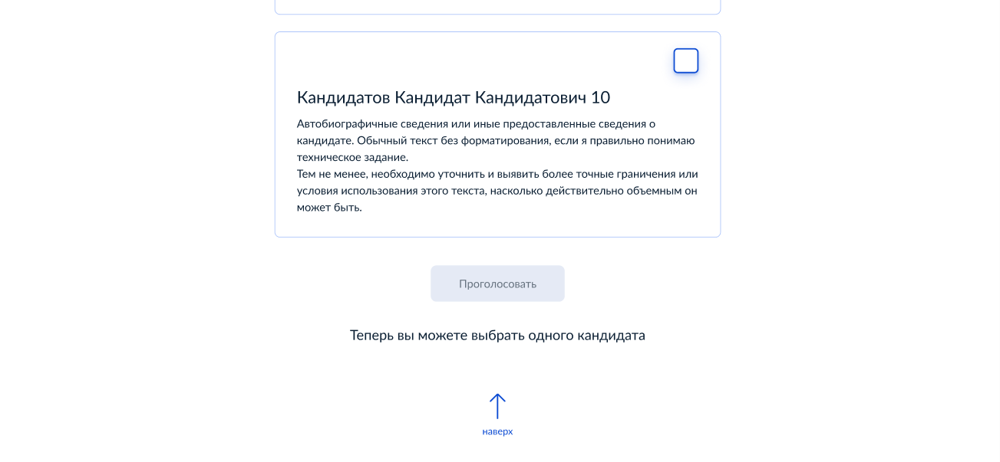 Кандидатов Кандидат Кандидатович 10
Автобиографичные сведения или иные предоставленные сведения о
кандидате. Обычный текст без форматирования, если я правильно понимаю
техническое задание.
Тем не менее, необходимо уточнить и выявить более точные граничения или
условия использования этого текста, насколько действительно объемным он
может быть.
Проголосовать
Теперь вы можете выбрать одного кандидата
наверх